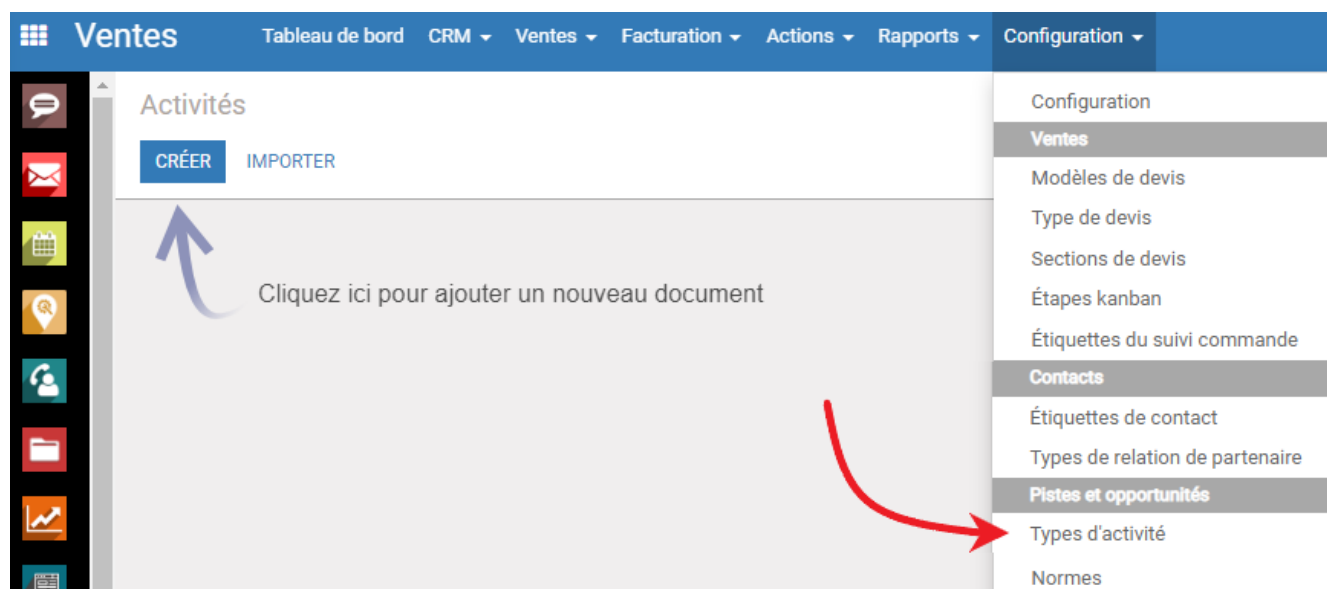 Ventes Tableau de bord CRM Ventes Facturation Actions Rapports Configuration
Activités
CRÉER IMPORTER
Cliquez ici pour ajouter un nouveau document
Configuration
Ventes
Modèles de devis
Type de devis
Sections de devis
Étapes kanban
Étiquettes du suivi commande
Contacts
Étiquettes de contact
Types de relation de partenaire
Pistes et opportunités
Types d'activité
Normes